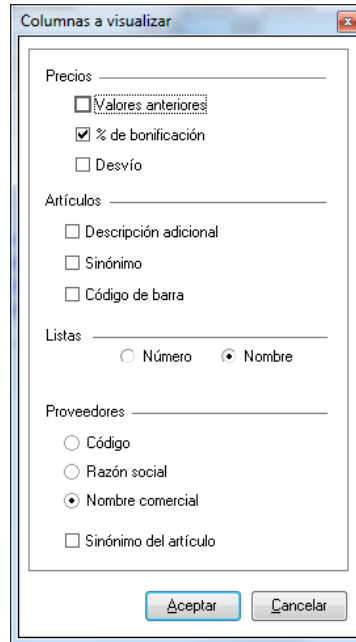 Columnas a visualizar
Precios
Valores anteriores
% de bonificación
Desvío
Artículos
Descripción adicional
Sinónimo
Código de barra
Listas
Número Nombre
Proveedores
Código
Razón social
Nombre comercial
Sinónimo del artículo
Aceptar Cancelar